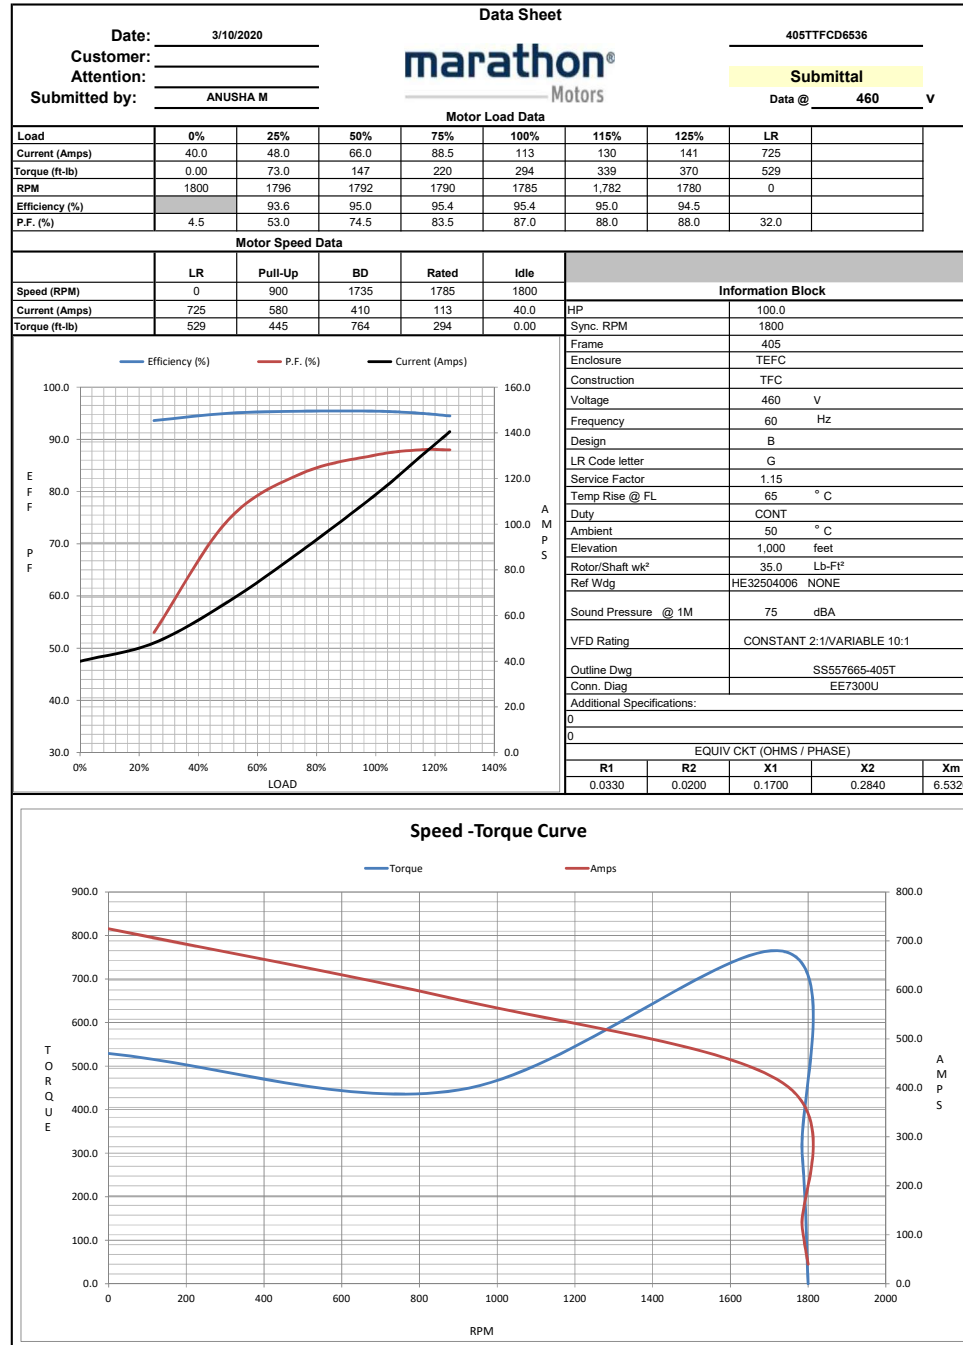 Data Sheet
Date: 3/10/2020 405TTFCD6536
Customer:
marathon®
Motors
Attention: Submittal
Submitted by: ANUSHA M Data @ 460 V
Motor Load Data
Load 0% 25% 50% 75% 100% 115% 125% LR
Current (Amps) 40.0 48.0 66.0 88.5 113 130 141 725
Torque (ft-lb) 0.00 73.0 147 220 294 339 370 529
RPM 1800 1796 1792 1790 1785 1,782 1780 0
Efficiency (%) 93.6 95.0 95.4 95.4 95.0 94.5
P.F. (%) 4.5 53.0 74.5 83.5 87.0 88.0 88.0 32.0
Motor Speed Data
LR Pull-Up BD Rated Idle
Speed (RPM) 0 900 1735 1785 1800
Current (Amps) 725 580 410 113 40.0
Torque (ft-lb) 529 445 764 294 0.00
Information Block
HP 100.0
Sync. RPM 1800
Frame 405
Enclosure TEFC
Construction TFC
Voltage 460 V
Frequency 60 Hz
Design B
LR Code letter G
Service Factor 1.15
Temp Rise @ FL 65 ° C
Duty CONT
Ambient 50 ° C
Elevation 1,000 feet
Rotor/Shaft wk² 35.0 Lb-Ft²
Ref Wdg HE32504006 NONE
Sound Pressure @ 1M 75 dBA
VFD Rating CONSTANT 2:1/VARIABLE 10:1
Outline Dwg SS557665-405T
Conn. Diag EE7300U
Additional Specifications:
0
0
EQUIV CKT (OHMS / PHASE)
R1 R2 X1 X2 Xm
0.0330 0.0200 0.1700 0.2840 6.532
Efficiency (%) P.F. (%) Current (Amps)
100.0 160.0
90.0 140.0
80.0 120.0
70.0 100.0
60.0 80.0
50.0 60.0
40.0 40.0
30.0 20.0
0.0
EFF PF
AMPS
0% 20% 40% 60% 80% 100% 120% 140%
LOAD
Speed -Torque Curve
Torque Amps
900.0 800.0
800.0 700.0
700.0 600.0
600.0 500.0
500.0 400.0
400.0 300.0
300.0 200.0
200.0 100.0
100.0 0.0
0.0
TORQUE
AMPS
0 200 400 600 800 1000 1200 1400 1600 1800 2000
RPM